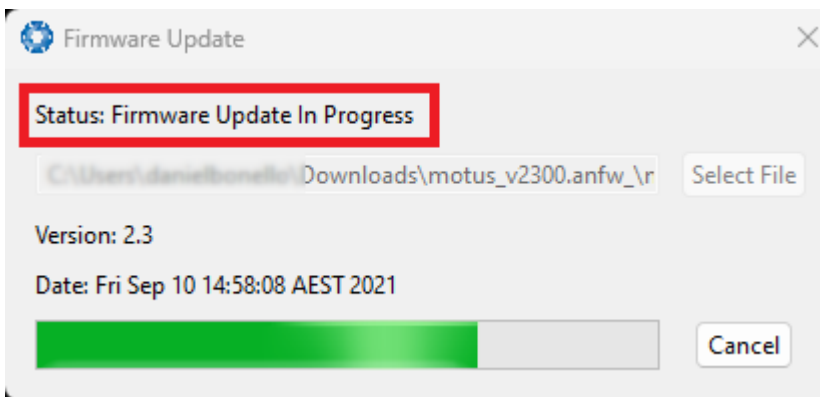 Firmware Update
Status: Firmware Update In Progress
Downloads\motus_v2300.anfw_\r Select File
Version: 2.3
Date: Fri Sep 10 14:58:08 AEST 2021
Cancel